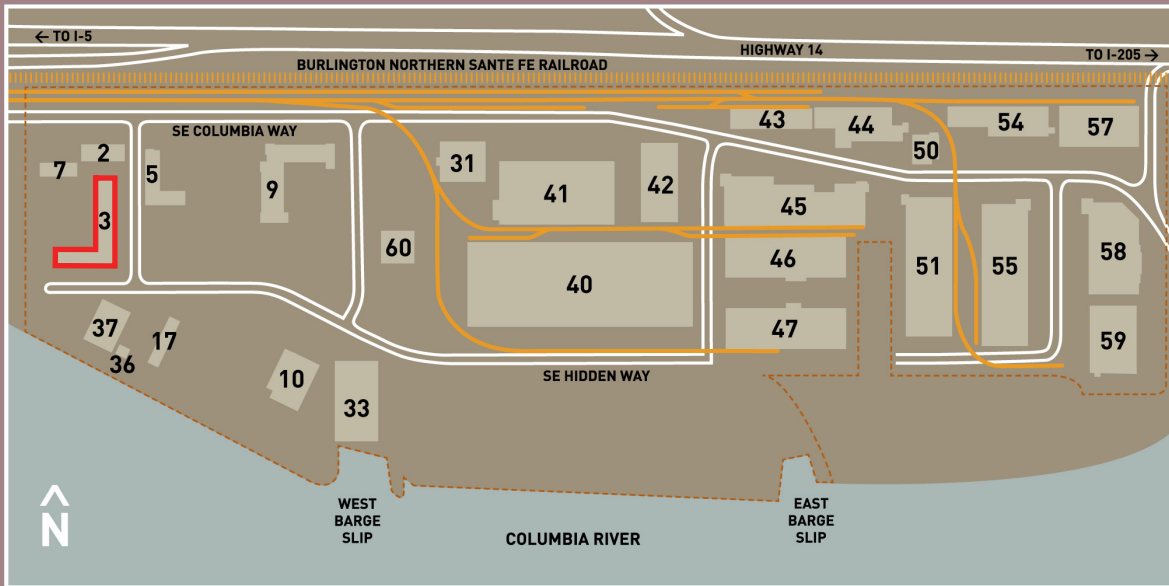 ← TO I-5
HIGHWAY 14
TO I-205 →
BURLINGTON NORTHERN SANTE FE RAILROAD
SE COLUMBIA WAY
43
44
54
57
50
2
7
5
3
9
31
41
42
45
60
40
46
51
55
58
47
59
37
17
36
10
33
SE HIDDEN WAY
N
WEST
BARGE
SLIP
EAST
BARGE
SLIP
COLUMBIA RIVER